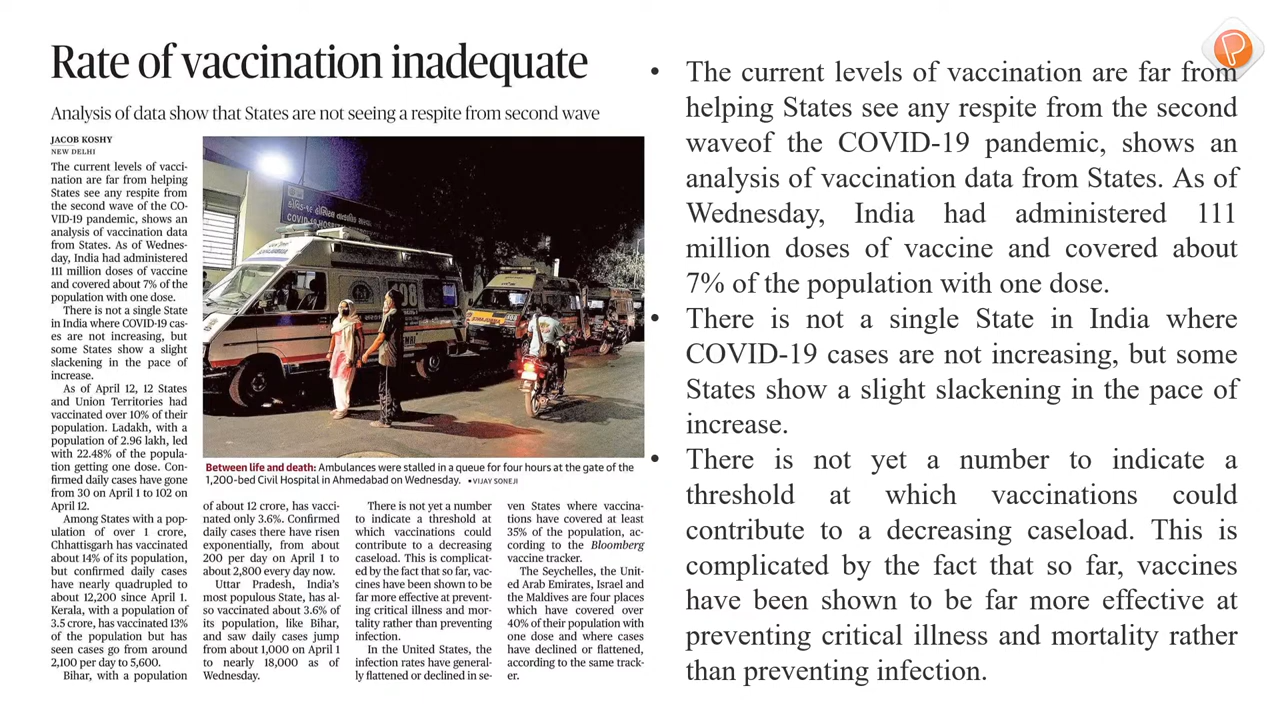 Rate of vaccination inadequate
Analysis of data show that States are not seeing a respite from second wave
JACOB KOSHY
NEW DELHI
The current levels of vacci-
nation are far from helping
States see any respite from
the second wave of the CO-
VID-19 pandemic, shows an
analysis of vaccination data
from States. As of Wednes-
day, India had administered
111 million doses of vaccine
and covered about 7% of the
population with one dose.
There is not a single State
in India where COVID-19 cas-
es are not increasing, but
some States show a slight
slackening in the pace of
increase.
As of April 12, 12 States
and Union Territories had
vaccinated over 10% of their
population. Ladakh, with a
population of 2.96 lakh, led
with 22.48% of the popula-
tion getting one dose. Con-
firmed daily cases have gone
from 30 on April 1 to 102 on
April 12.
Among States with a pop-
ulation of over 1 crore,
Chhattisgarh has vaccinated
about 14% of its population,
but confirmed daily cases
have nearly quadrupled to
about 12,200 since April 1.
Kerala, with a population of
3.5 crore, has vaccinated 13%
of the population but has
seen cases go from around
2,100 per day to 5,600.
Bihar, with a population
108
Between life and death: Ambulances were stalled in a queue for four hours at the gate of the
1,200-bed Civil Hospital in Ahmedabad on Wednesday. •VIJAY SONEJI
of about 12 crore, has vacci-
nated only 3.6%. Confirmed
daily cases there have risen
exponentially, from about
200 per day on April 1 to
about 2,800 every day now.
Uttar Pradesh, India's
most populous State, has al-
so vaccinated about 3.6% of
its population, like Bihar,
and saw daily cases jump
from about 1,000 on April 1
to nearly 18,000 as of
Wednesday.
There is not yet a number
to indicate a threshold at
which vaccinations could
contribute to a decreasing
caseload. This is complicat-
ed by the fact that so far, vac-
cines have been shown to be
far more effective at prevent-
ing critical illness and mor-
tality rather than preventing
infection.
In the United States, the
infection rates have general-
ly flattened or declined in se-
ven States where vaccina-
tions have covered at least
35% of the population, ac-
cording to the Bloomberg
vaccine tracker.
The Seychelles, the Unit-
ed Arab Emirates, Israel and
the Maldives are four places
which have covered over
40% of their population with
one dose and where cases
have declined or flattened,
according to the same track-
er.
• The current levels of vaccination are far from
helping States see any respite from the second
waveof the COVID-19 pandemic, shows an
analysis of vaccination data from States. As of
Wednesday, India had administered 111
million doses of vaccine and covered about
7% of the population with one dose.
• There is not a single State in India where
COVID-19 cases are not increasing, but some
States show a slight slackening in the pace of
increase.
• There is not yet a number to indicate a
threshold at which vaccinations could
contribute to a decreasing caseload. This is
complicated by the fact that so far, vaccines
have been shown to be far more effective at
preventing critical illness and mortality rather
than preventing infection.